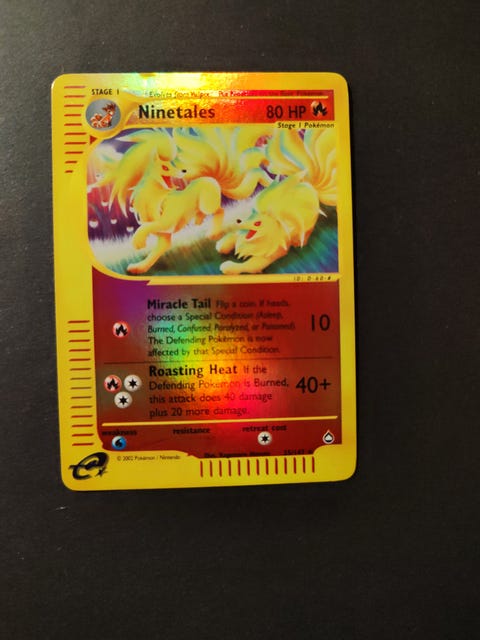 STAGE 1
Evolves from Vulpix
Ninetales
80 HP
Stage 1 Pokémon
Miracle Tail Flip a coin. If heads,
choose a Special Condition (Asleep,
Burned, Confused, Paralyzed, or Poisoned).
10
The Defending Pokémon is now
affected by that Special Condition.
Roasting Heat If the
Defending Pokémon is Burned,
40+
this attack does 40 damage
plus 20 more damage.
weakness
resistance
retreat cost
© 2002 Pokémon / Nintendo
e